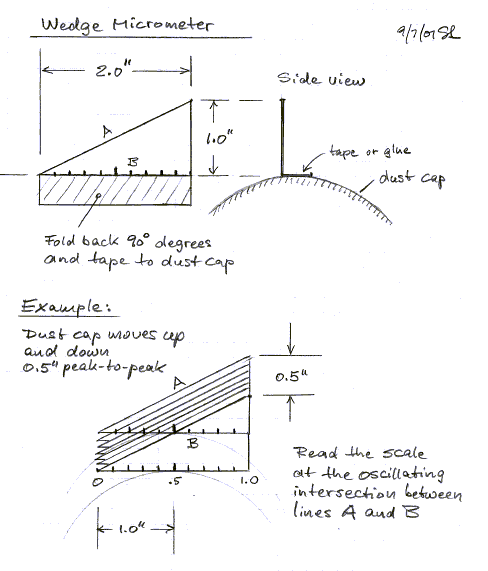 Wedge Micrometer
9/7/01 SL
2.0"
Side view
A
1.0"
B
tape or glue
dust cap
Fold back 90° degrees
and tape to dust cap
Example:
Dust cap moves up
and down
0.5" peak-to-peak
A
0.5"
B
Read the scale
at the oscillating
intersection between
lines A and B
0 .5 1.0
1.0"